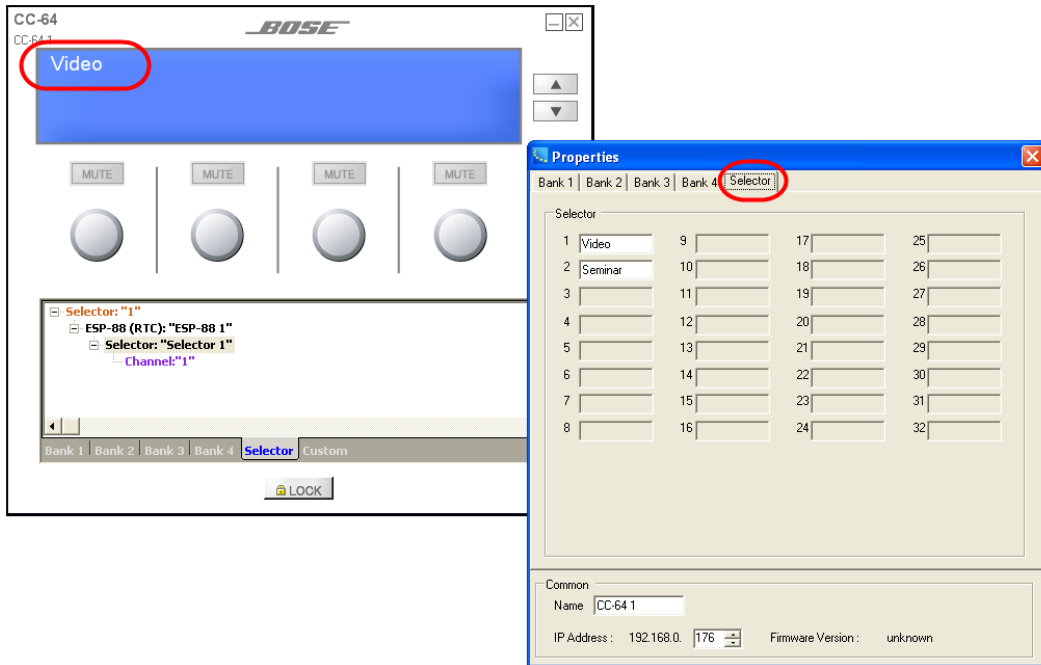 CC-64
BOSE
CC-64 1
Video
MUTE MUTE MUTE MUTE
Selector: "1"
ESP-88 (RTC): "ESP-88 1"
Selector: "Selector 1"
Channel:"1"
Bank 1 Bank 2 Bank 3 Bank 4 Selector Custom
LOCK
Properties
Bank 1 Bank 2 Bank 3 Bank 4 Selector
Selector
1 Video 9 17 25
2 Seminar 10 18 26
3 11 19 27
4 12 20 28
5 13 21 29
6 14 22 30
7 15 23 31
8 16 24 32
Common
Name CC-64 1
IP Address : 192.168.0. 176 Firmware Version : unknown